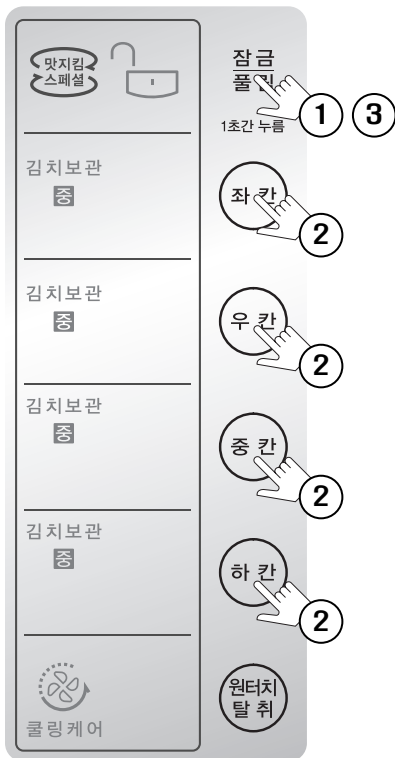 맛지킴
스페셜
잠금
풀림
1 3
1초간 누름
김치보관
중
좌 칸
2
김치보관
중
우 칸
2
김치보관
중
중 칸
2
김치보관
중
하 칸
2
쿨링케어
원터치
탈 취